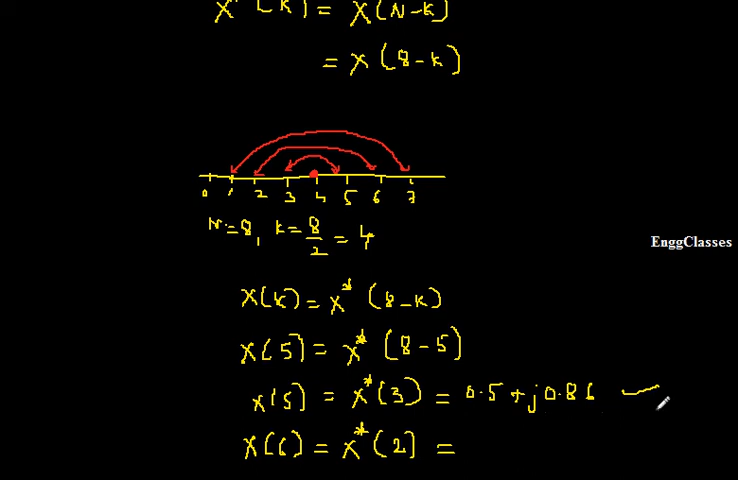 X*(K) = X(N-K)
= X(8-K)
0 1 2 3 4 5 6 7
N=8, K=8/2=4
EnggClasses
X(K) = X*(8-K)
X(5) = X*(8-5)
X(5) = X*(3) = 0.5+j0.86
X(6) = X*(2) =